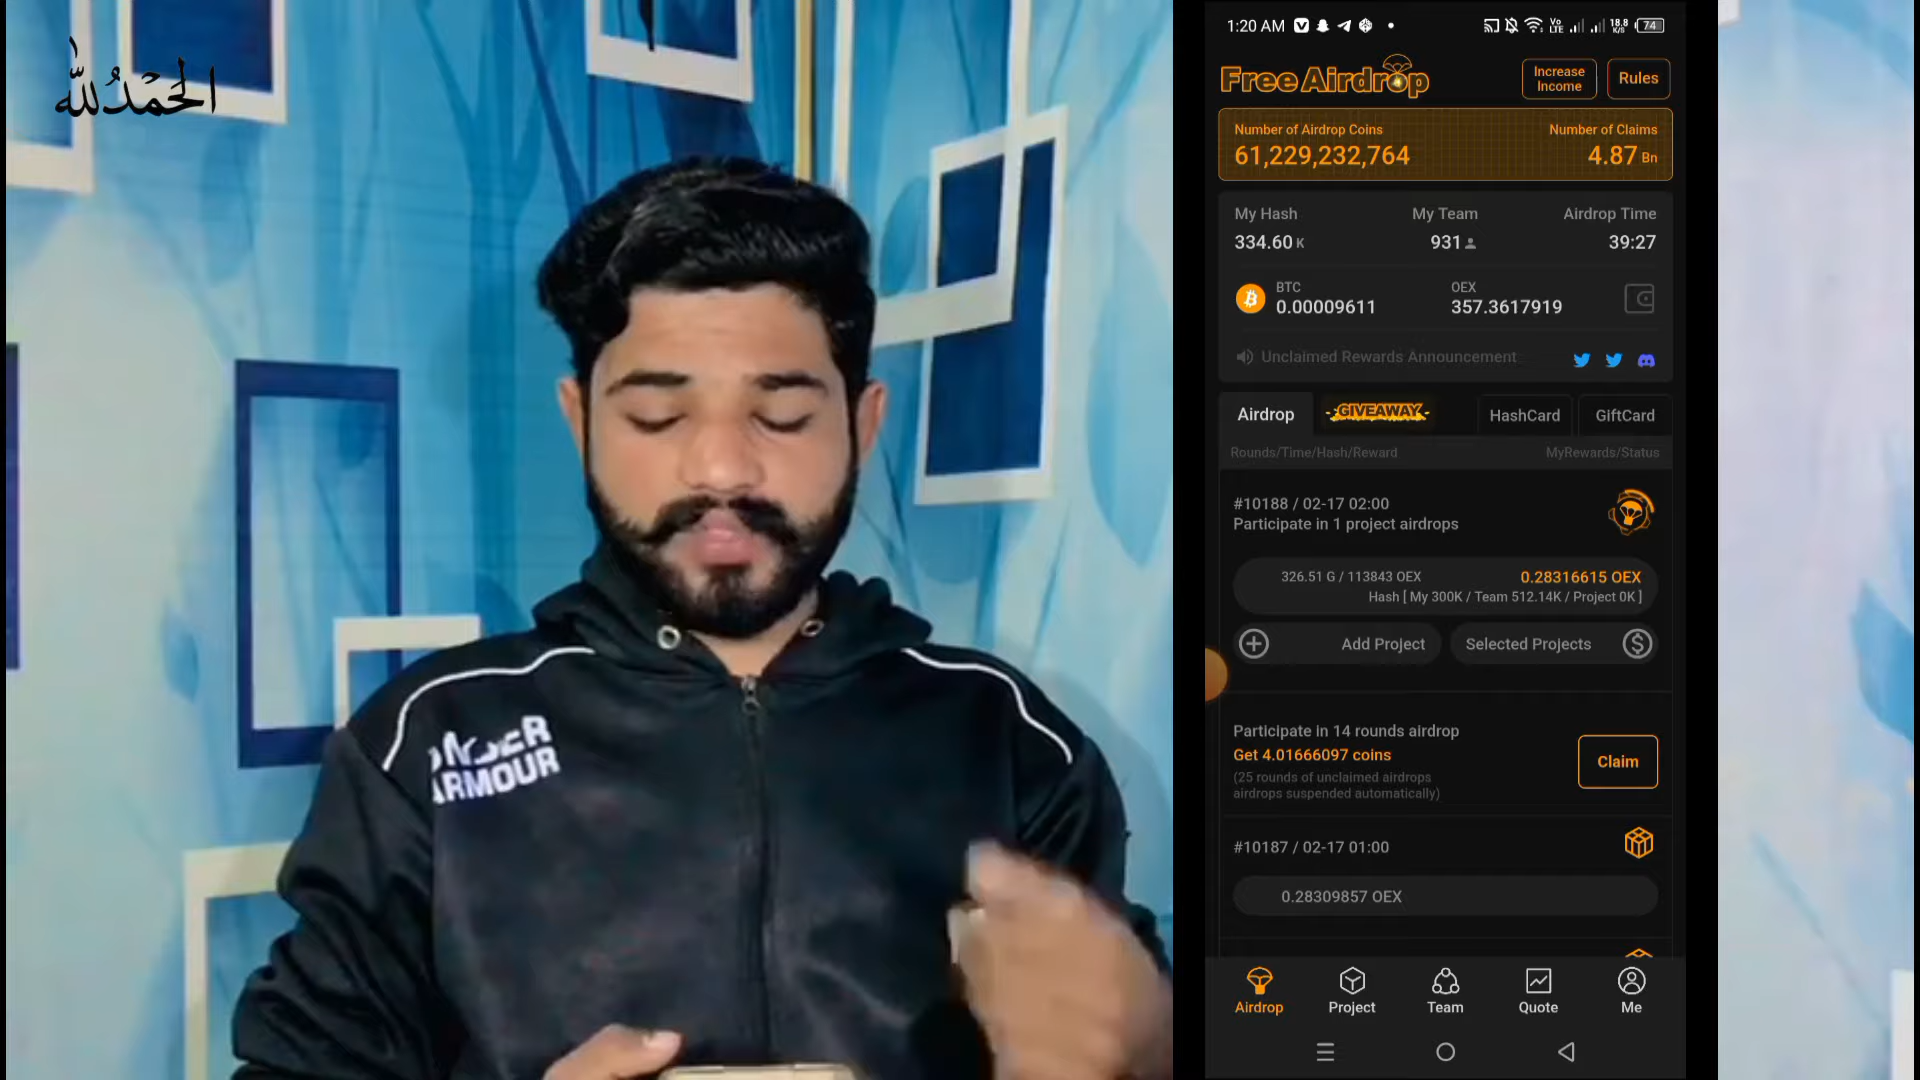 الحَمْدُ لِلّٰه
UNDER
ARMOUR
1:20 AM
Vo
LTE
18.8
K/S
74
Free Airdrop
Increase
Income
Rules
Number of Airdrop Coins
Number of Claims
61,229,232,764
4.87 Bn
My Hash
My Team
Airdrop Time
334.60 K
931
39:27
BTC
OEX
0.00009611
357.3617919
Unclaimed Rewards Announcement
Airdrop
GIVEAWAY
HashCard
GiftCard
Rounds/Time/Hash/Reward
MyRewards/Status
#10188 / 02-17 02:00
Participate in 1 project airdrops
326.51 G / 113843 OEX
0.28316615 OEX
Hash [ My 300K / Team 512.14K / Project 0K ]
Add Project
Selected Projects
Participate in 14 rounds airdrop
Get 4.01666097 coins
Claim
(25 rounds of unclaimed airdrops
airdrops suspended automatically)
#10187 / 02-17 01:00
0.28309857 OEX
Airdrop
Project
Team
Quote
Me